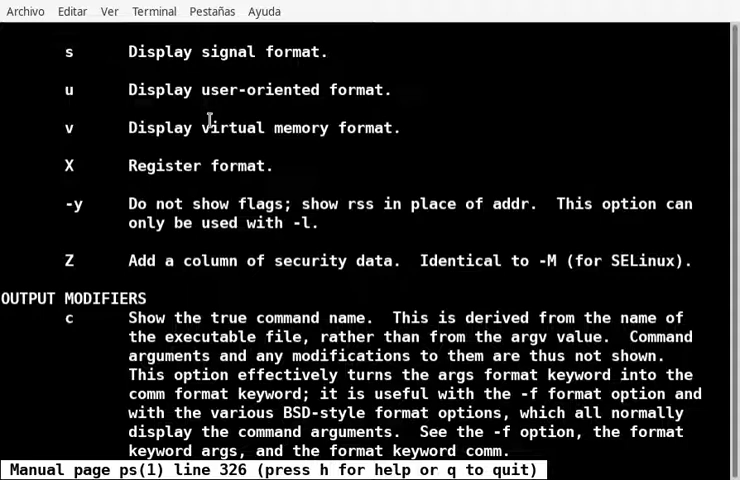 Archivo Editar Ver Terminal Pestañas Ayuda
s Display signal format.
u Display user-oriented format.
v Display virtual memory format.
X Register format.
-y Do not show flags; show rss in place of addr. This option can
only be used with -l.
Z Add a column of security data. Identical to -M (for SELinux).
OUTPUT MODIFIERS
c Show the true command name. This is derived from the name of
the executable file, rather than from the argv value. Command
arguments and any modifications to them are thus not shown.
This option effectively turns the args format keyword into the
comm format keyword; it is useful with the -f format option and
with the various BSD-style format options, which all normally
display the command arguments. See the -f option, the format
keyword args, and the format keyword comm.
Manual page ps(1) line 326 (press h for help or q to quit)